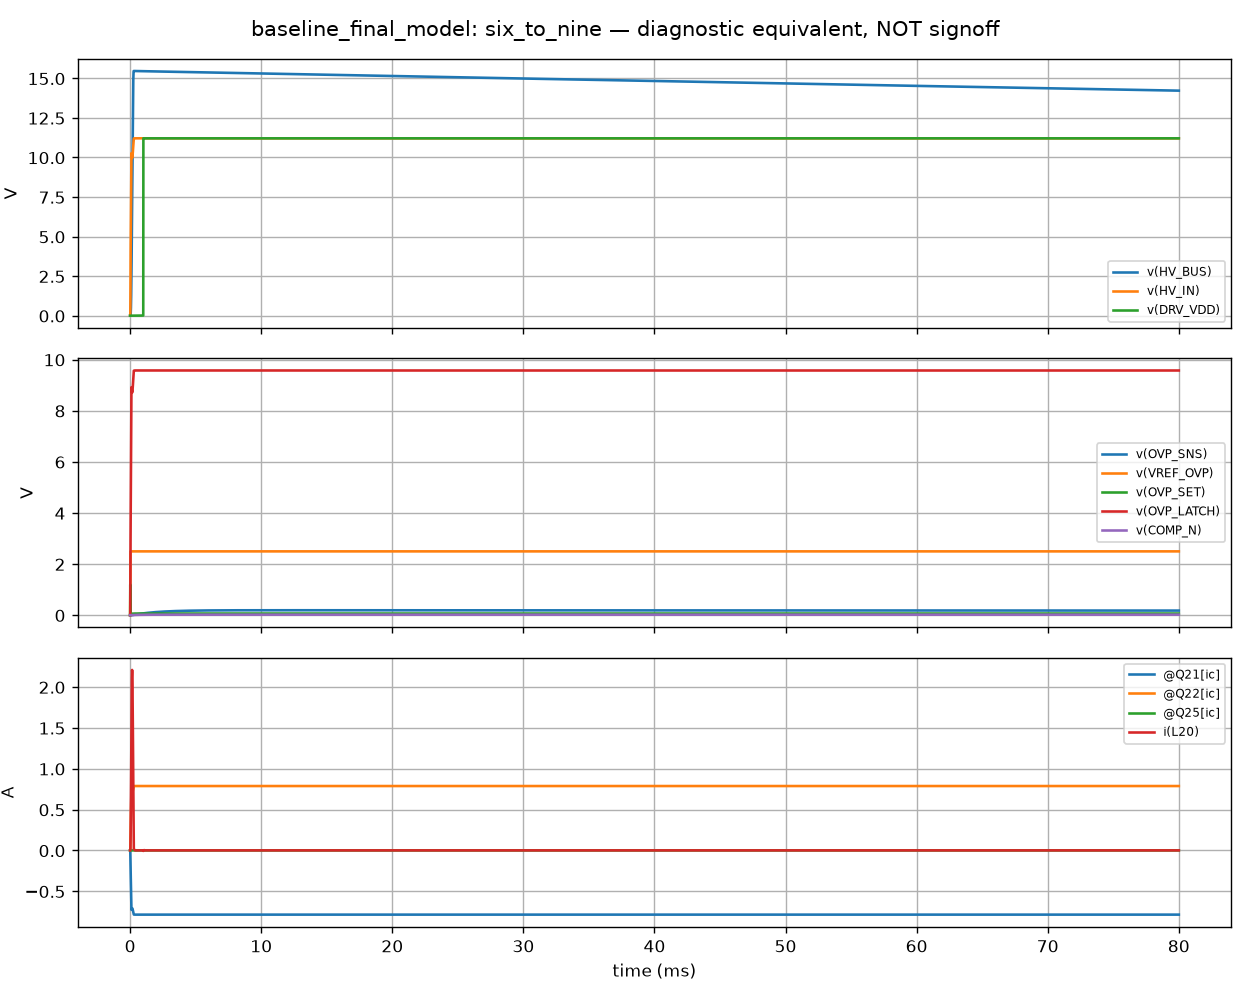 baseline_final_model: six_to_nine — diagnostic equivalent, NOT signoff
15.0
12.5
10.0
7.5
5.0
2.5
0.0
V
v(HV_BUS)
v(HV_IN)
v(DRV_VDD)
10
8
6
4
2
0
V
v(OVP_SNS)
v(VREF_OVP)
v(OVP_SET)
v(OVP_LATCH)
v(COMP_N)
2.0
1.5
1.0
0.5
0.0
−0.5
A
@Q21[ic]
@Q22[ic]
@Q25[ic]
i(L20)
0 10 20 30 40 50 60 70 80
time (ms)